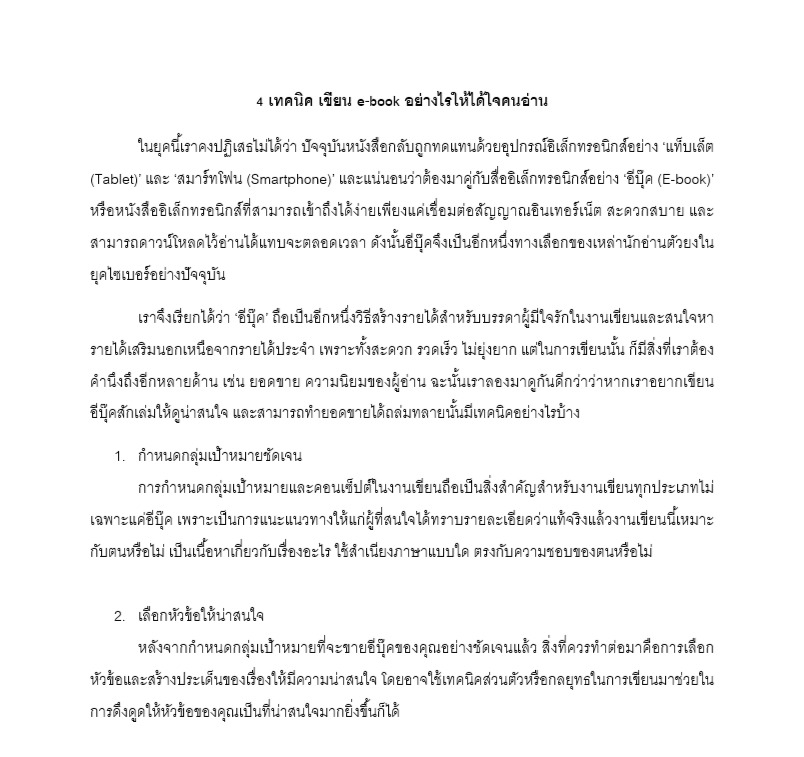 4 เทคนิค เขียน e-book อย่างไรให้ได้ใจคนอ่าน
ในยุคนี้เราคงปฏิเสธไม่ได้ว่า ปัจจุบันหนังสือกลับถูกทดแทนด้วยอุปกรณ์อิเล็กทรอนิกส์อย่าง ‘แท็บเล็ต
(Tablet)’ และ ‘สมาร์ทโฟน (Smartphone)’ และแน่นอนว่าต้องมาคู่กับสื่ออิเล็กทรอนิกส์อย่าง ‘อีบุ๊ค (E-book)’
หรือหนังสืออิเล็กทรอนิกส์ที่สามารถเข้าถึงได้ง่ายเพียงแค่เชื่อมต่อสัญญาณอินเทอร์เน็ต สะดวกสบาย และ
สามารถดาวน์โหลดไว้อ่านได้แทบจะตลอดเวลา ดังนั้นอีบุ๊คจึงเป็นอีกหนึ่งทางเลือกของเหล่านักอ่านตัวยงใน
ยุคไซเบอร์อย่างปัจจุบัน
เราจึงเรียกได้ว่า ‘อีบุ๊ค’ ถือเป็นอีกหนึ่งวิธีสร้างรายได้สำหรับบรรดาผู้มีใจรักในงานเขียนและสนใจหา
รายได้เสริมนอกเหนือจากรายได้ประจำ เพราะทั้งสะดวก รวดเร็ว ไม่ยุ่งยาก แต่ในการเขียนนั้น ก็มีสิ่งที่เราต้อง
คำนึงถึงอีกหลายด้าน เช่น ยอดขาย ความนิยมของผู้อ่าน ฉะนั้นเราลองมาดูกันดีกว่าว่าหากเราอยากเขียน
อีบุ๊คสักเล่มให้ดูน่าสนใจ และสามารถทำยอดขายได้ถล่มทลายนั้นมีเทคนิคอย่างไรบ้าง
1. กำหนดกลุ่มเป้าหมายชัดเจน
การกำหนดกลุ่มเป้าหมายและคอนเซ็ปต์ในงานเขียนถือเป็นสิ่งสำคัญสำหรับงานเขียนทุกประเภทไม่
เฉพาะแค่อีบุ๊ค เพราะเป็นการแนะแนวทางให้แก่ผู้ที่สนใจได้ทราบรายละเอียดว่าแท้จริงแล้วงานเขียนนี้เหมาะ
กับตนหรือไม่ เป็นเนื้อหาเกี่ยวกับเรื่องอะไร ใช้สำเนียงภาษาแบบใด ตรงกับความชอบของตนหรือไม่
2. เลือกหัวข้อให้น่าสนใจ
หลังจากกำหนดกลุ่มเป้าหมายที่จะขายอีบุ๊คของคุณอย่างชัดเจนแล้ว สิ่งที่ควรทำต่อมาคือการเลือก
หัวข้อและสร้างประเด็นของเรื่องให้มีความน่าสนใจ โดยอาจใช้เทคนิคส่วนตัวหรือกลยุทธในการเขียนมาช่วยใน
การดึงดูดให้หัวข้อของคุณเป็นที่น่าสนใจมากยิ่งขึ้นก็ได้